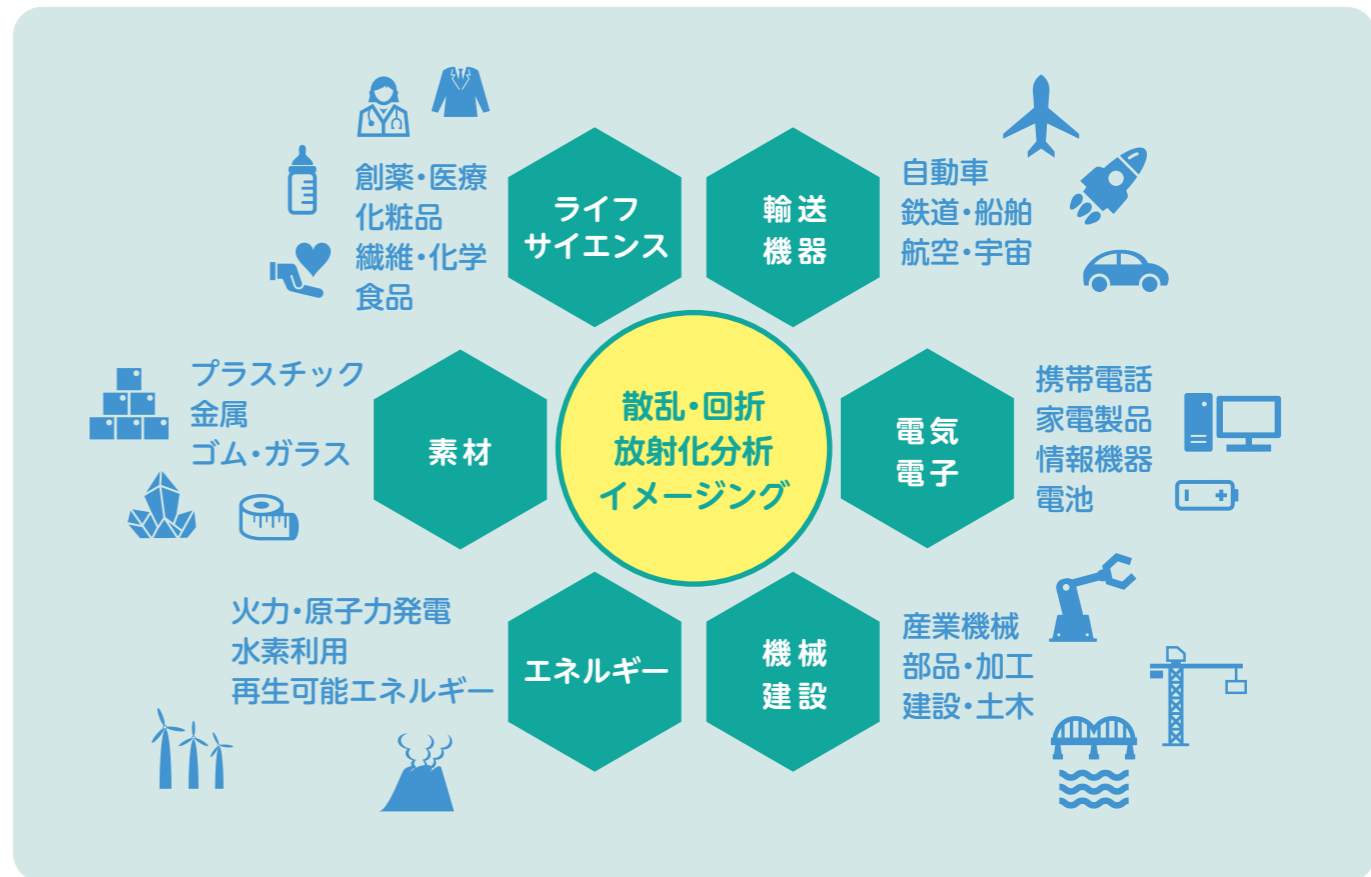 創薬・医療
化粧品
繊維・化学
食品
ライフ
サイエンス
輸送
機器
自動車
鉄道・船舶
航空・宇宙
プラスチック
金属
ゴム・ガラス
素材
散乱・回折
放射化分析
イメージング
電気
電子
携帯電話
家電製品
情報機器
電池
火力・原子力発電
水素利用
再生可能エネルギー
エネルギー
機械
建設
産業機械
部品・加工
建設・土木